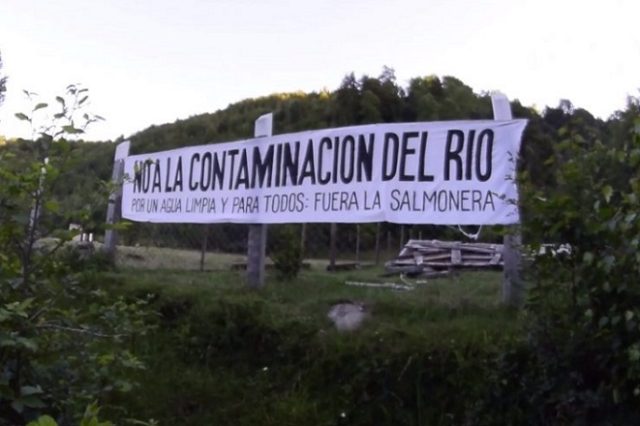 NO A LA CONTAMINACION DEL RIO
POR UN AGUA LIMPIA Y PARA TODOS: FUERA LA SALMONERA